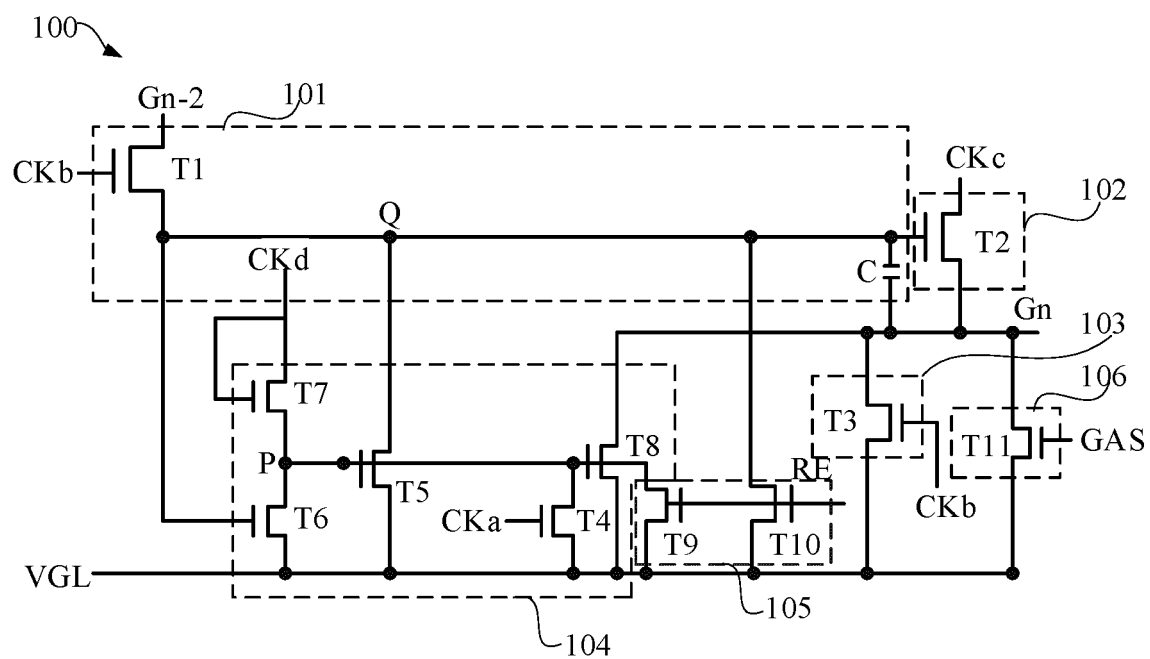 100
Gn-2
101
CKb
T1
CKc
102
Q
T2
CKd
C
Gn
103
T7
106
T3
T11
GAS
P
T8
RE
T5
T6
CKa
T4
CKb
T9
T10
VGL
105
104